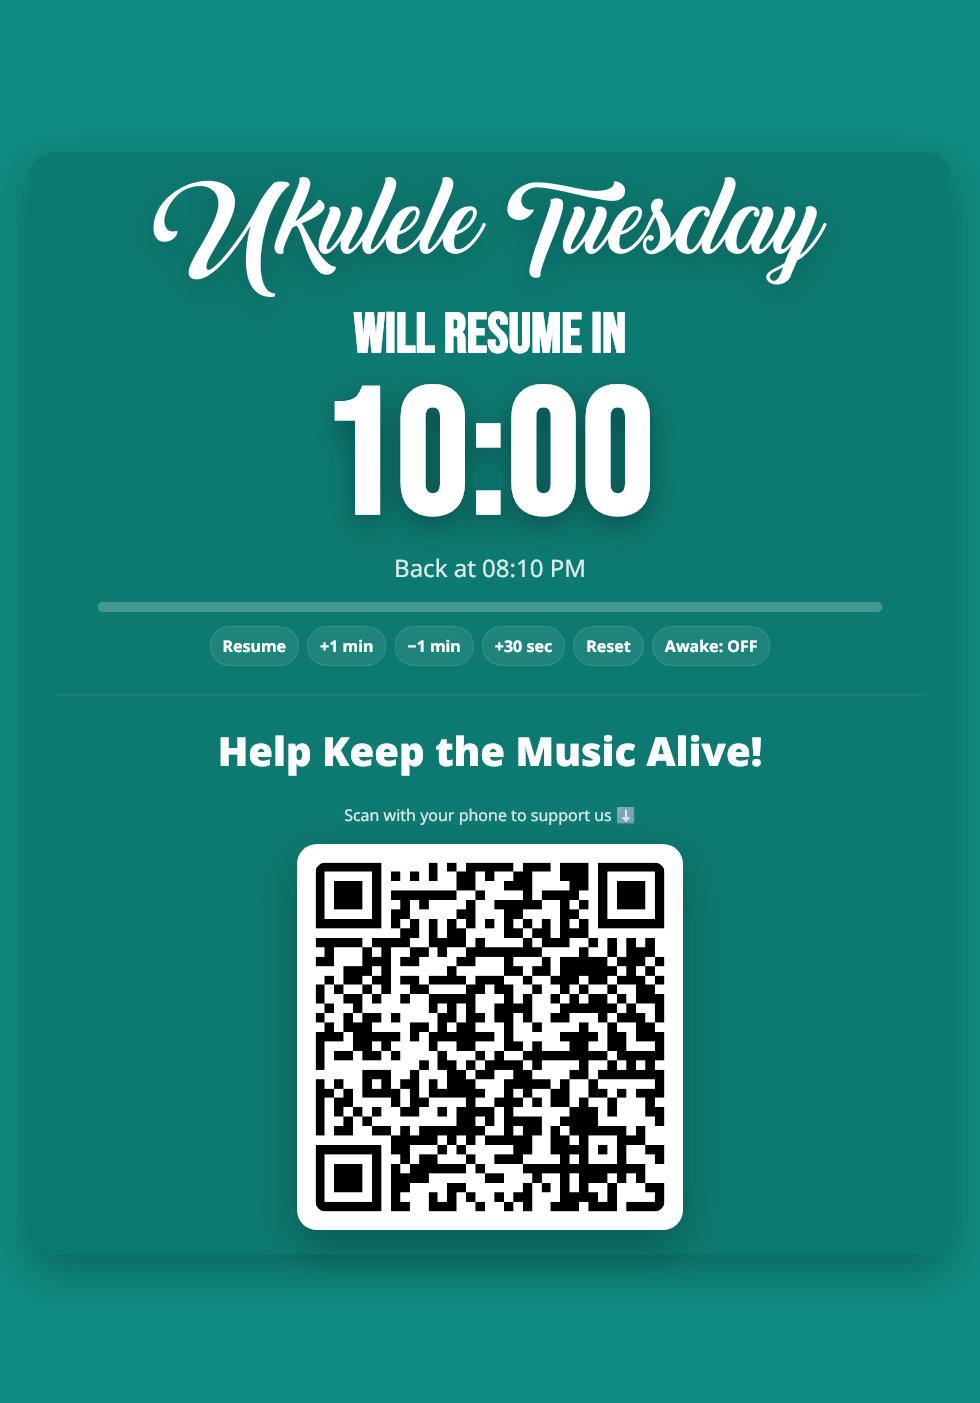 Ukulele Tuesday
WILL RESUME IN
10:00
Back at 08:10 PM
Resume +1 min −1 min +30 sec Reset Awake: OFF
Help Keep the Music Alive!
Scan with your phone to support us ⬇️